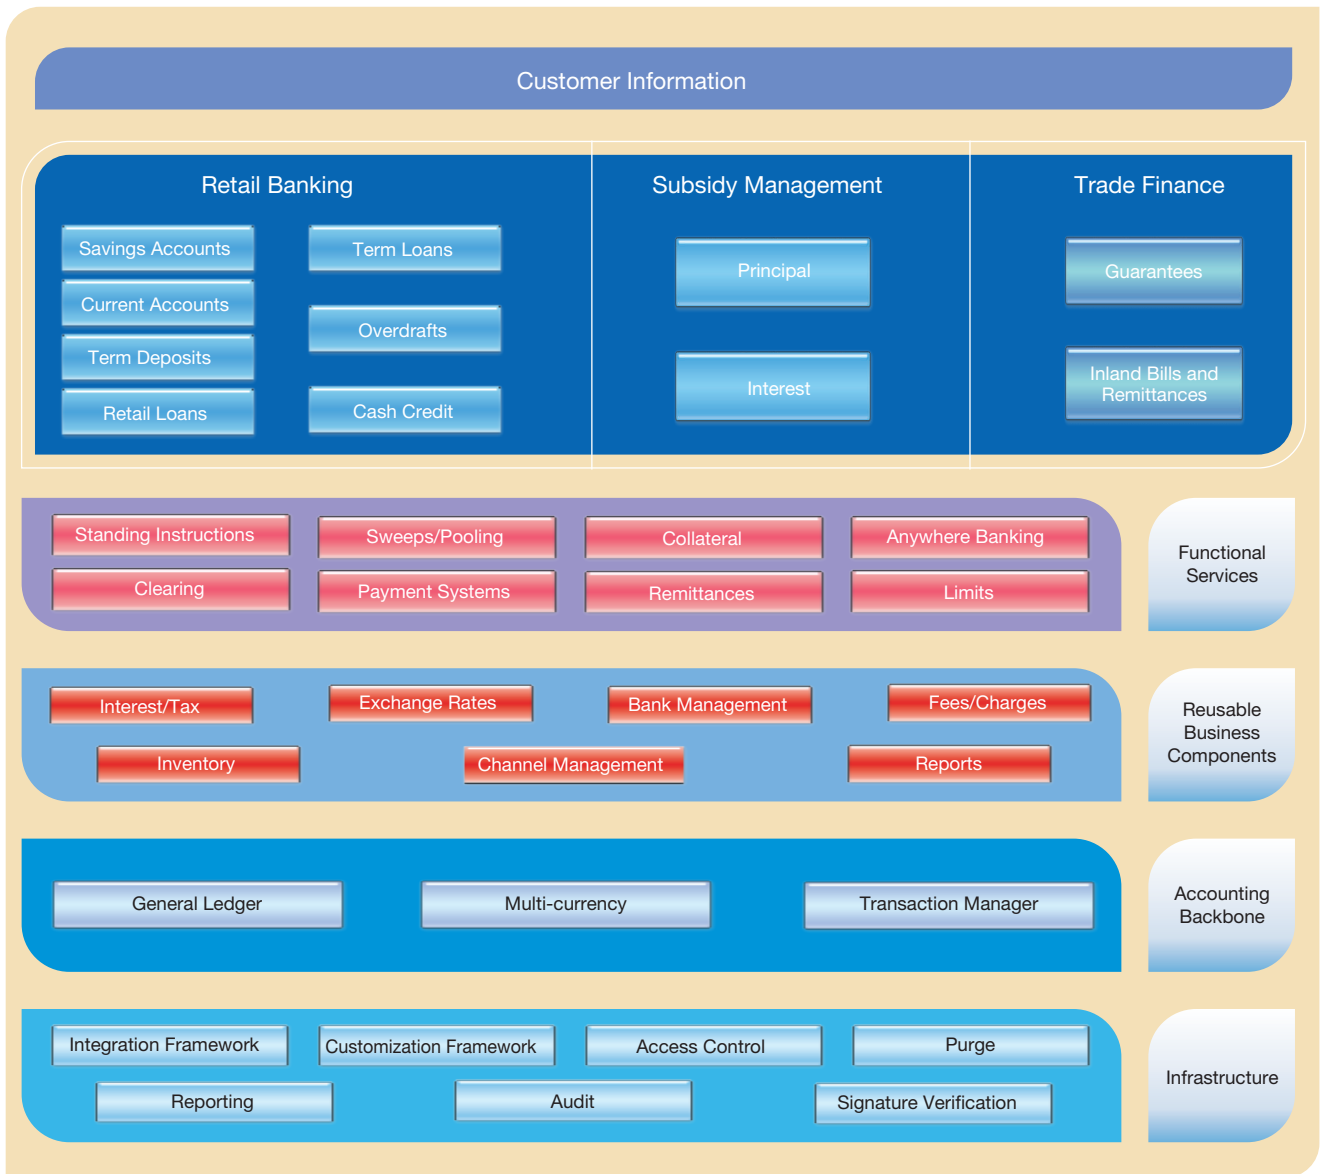 Customer Information
Retail Banking
Savings Accounts
Current Accounts
Term Deposits
Retail Loans
Term Loans
Overdrafts
Cash Credit
Subsidy Management
Principal
Interest
Trade Finance
Guarantees
Inland Bills and
Remittances
Standing Instructions
Sweeps/Pooling
Collateral
Anywhere Banking
Clearing
Payment Systems
Remittances
Limits
Functional
Services
Interest/Tax
Exchange Rates
Bank Management
Fees/Charges
Inventory
Channel Management
Reports
Reusable
Business
Components
General Ledger
Multi-currency
Transaction Manager
Accounting
Backbone
Integration Framework
Customization Framework
Access Control
Purge
Reporting
Audit
Signature Verification
Infrastructure